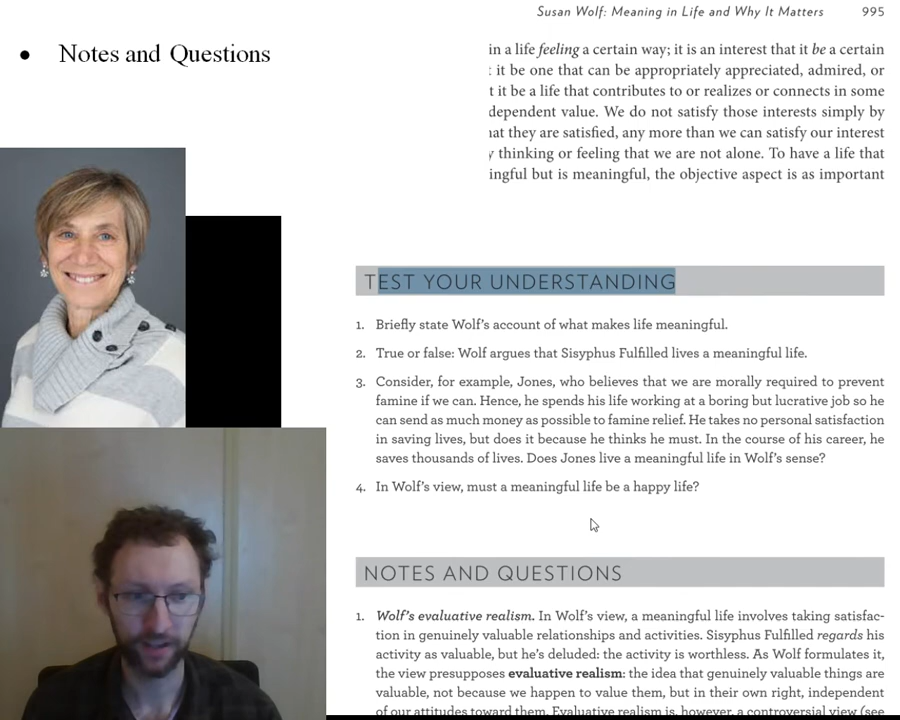 Susan Wolf: Meaning in Life and Why It Matters 995
• Notes and Questions
in a life feeling a certain way; it is an interest that it be a certain
it be one that can be appropriately appreciated, admired, or
t it be a life that contributes to or realizes or connects in some
dependent value. We do not satisfy those interests simply by
at they are satisfied, any more than we can satisfy our interest
y thinking or feeling that we are not alone. To have a life that
ingful but is meaningful, the objective aspect is as important
TEST YOUR UNDERSTANDING
1. Briefly state Wolf's account of what makes life meaningful.
2. True or false: Wolf argues that Sisyphus Fulfilled lives a meaningful life.
3. Consider, for example, Jones, who believes that we are morally required to prevent
famine if we can. Hence, he spends his life working at a boring but lucrative job so he
can send as much money as possible to famine relief. He takes no personal satisfaction
in saving lives, but does it because he thinks he must. In the course of his career, he
saves thousands of lives. Does Jones live a meaningful life in Wolf's sense?
4. In Wolf's view, must a meaningful life be a happy life?
NOTES AND QUESTIONS
1. Wolf's evaluative realism. In Wolf's view, a meaningful life involves taking satisfac-
tion in genuinely valuable relationships and activities. Sisyphus Fulfilled regards his
activity as valuable, but he's deluded: the activity is worthless. As Wolf formulates it,
the view presupposes evaluative realism: the idea that genuinely valuable things are
valuable, not because we happen to value them, but in their own right, independent
of our attitudes toward them. Evaluative realism is, however, a controversial view (see